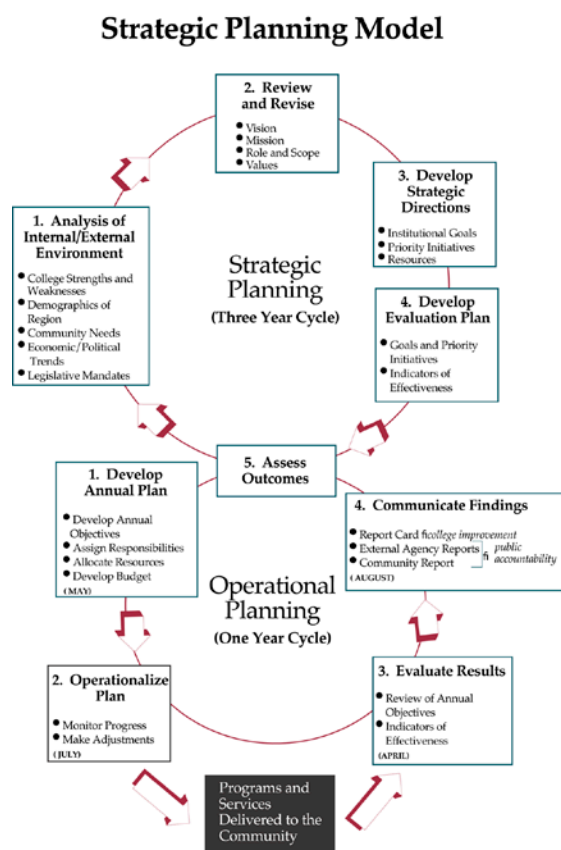 Strategic Planning Model
2. Review
and Revise
● Vision
● Mission
● Role and Scope
● Values
3. Develop
Strategic
Directions
● Institutional Goals
● Priority Initiatives
● Resources
1. Analysis of
Internal/External
Environment
● College Strengths and
Weaknesses
● Demographics of
Region
● Community Needs
● Economic/Political
Trends
● Legislative Mandates
Strategic
Planning
(Three Year Cycle)
4. Develop
Evaluation Plan
● Goals and Priority
Initiatives
● Indicators of
Effectiveness
5. Assess
Outcomes
1. Develop
Annual Plan
● Develop Annual
Objectives
● Assign Responsibilities
● Allocate Resources
● Develop Budget
(MAY)
4. Communicate Findings
● Report Card ficollege improvement
● External Agency Reports
● Community Report
fi public
accountability
(AUGUST)
Operational
Planning
(One Year Cycle)
2. Operationalize
Plan
● Monitor Progress
● Make Adjustments
(JULY)
3. Evaluate Results
● Review of Annual
Objectives
● Indicators of
Effectiveness
(APRIL)
Programs and
Services
Delivered to the
Community